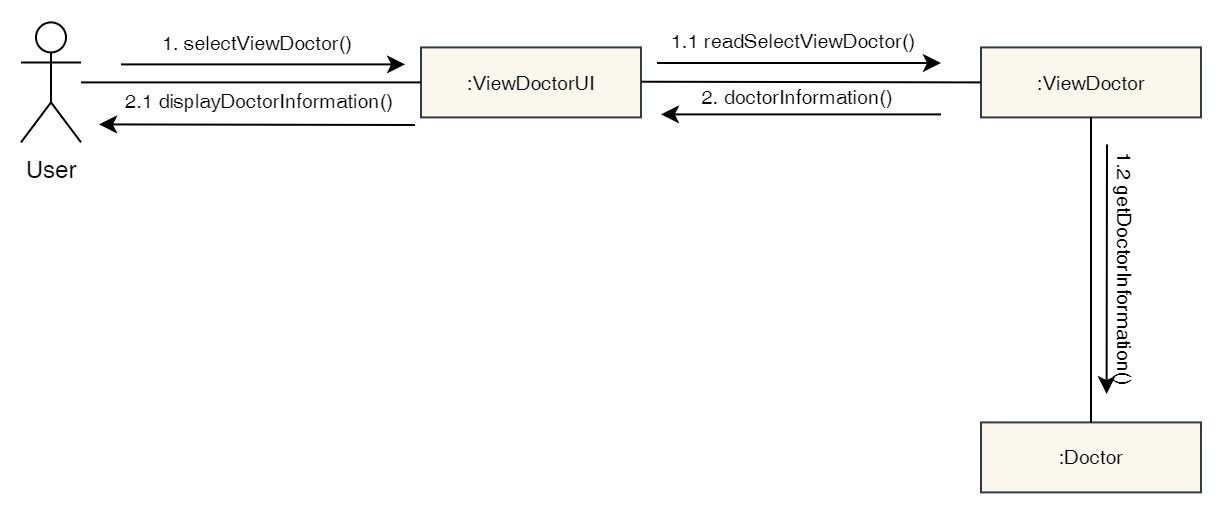 1. selectViewDoctor()
1.1 readSelectViewDoctor()
:ViewDoctorUI
:ViewDoctor
2.1 displayDoctorInformation()
2. doctorInformation()
User
1.2 getDoctorInformation()
:Doctor